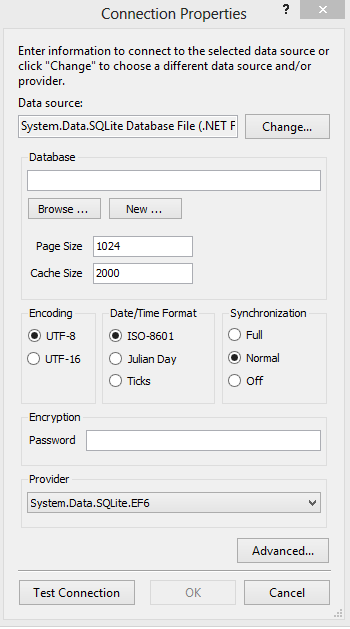 Connection Properties
?
Enter information to connect to the selected data source or
click "Change" to choose a different data source and/or
provider.
Data source:
System.Data.SQLite Database File (.NET F
Change...
Database
Browse ...
New ...
Page Size
1024
Cache Size
2000
Encoding
UTF-8
UTF-16
Date/Time Format
ISO-8601
Julian Day
Ticks
Synchronization
Full
Normal
Off
Encryption
Password
Provider
System.Data.SQLite.EF6
Advanced...
Test Connection
OK
Cancel